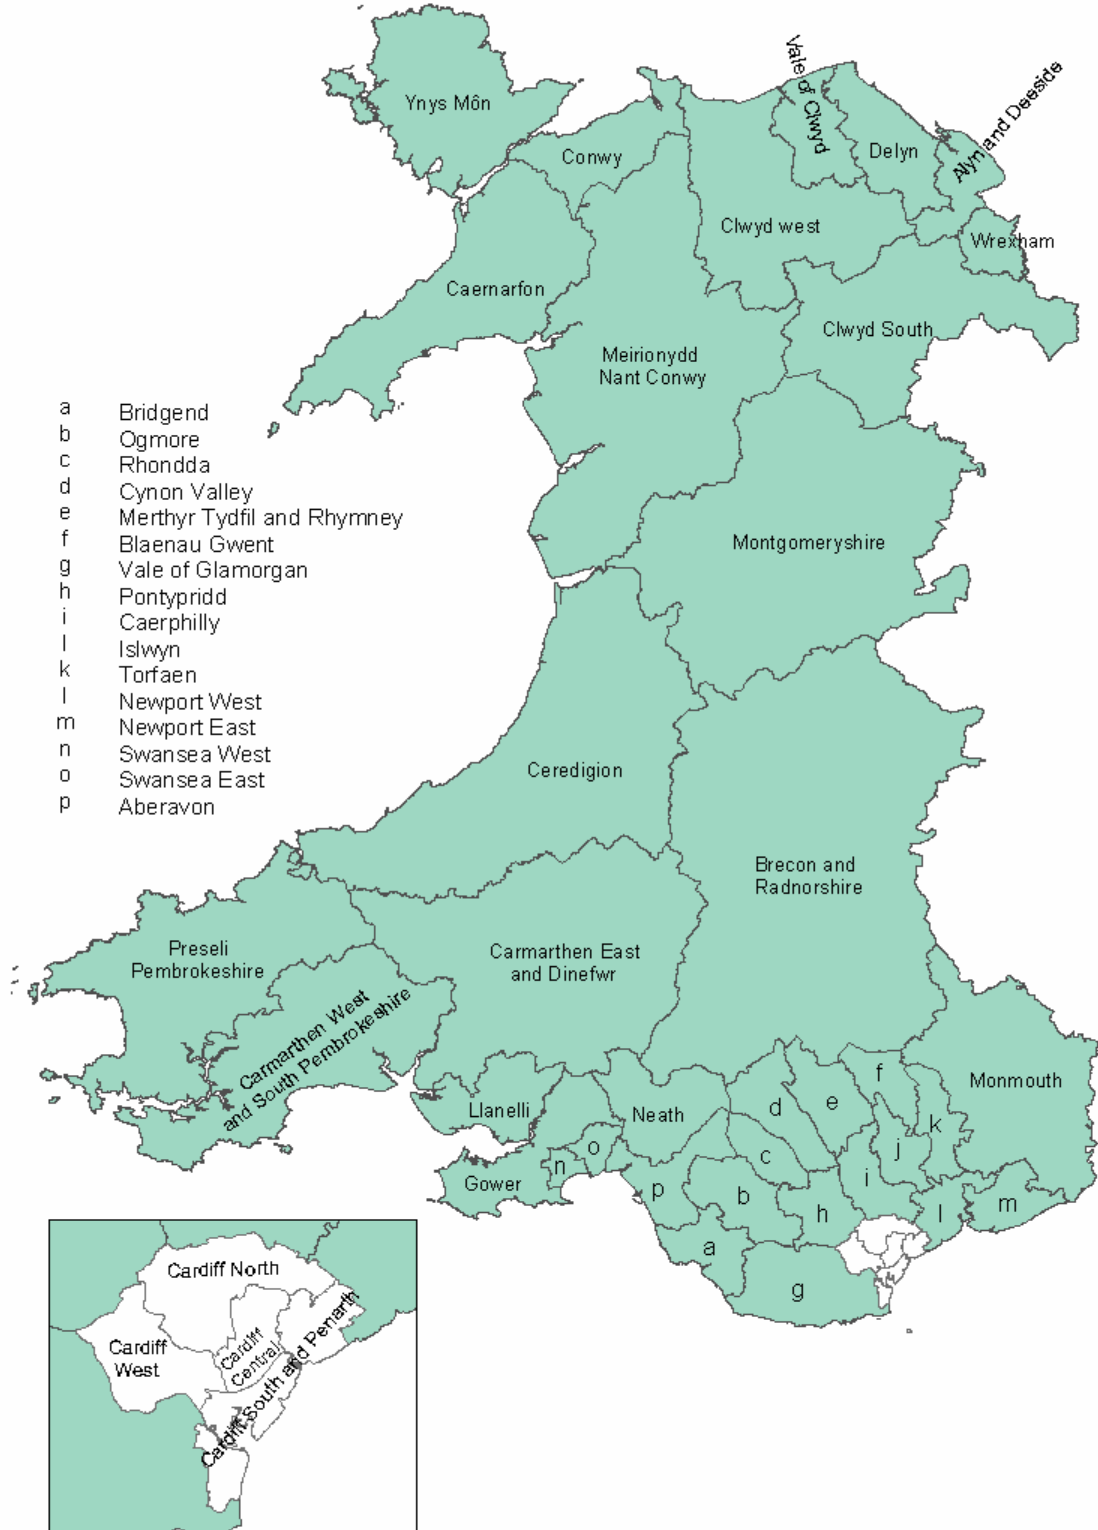 Ynys Môn
Conwy
Vale of Clwyd
Delyn
Alyn and Deeside
Clwyd west
Wrexham
Caernarfon
Clwyd South
Meirionydd
Nant Conwy
a Bridgend
b Ogmore
c Rhondda
d Cynon Valley
e Merthyr Tydfil and Rhymney
f Blaenau Gwent
g Vale of Glamorgan
h Pontypridd
i Caerphilly
l Islwyn
k Torfaen
l Newport West
m Newport East
n Swansea West
o Swansea East
p Aberavon
Montgomeryshire
Ceredigion
Brecon and
Radnorshire
Preseli
Pembrokeshire
Carmarthen East
and Dinefwr
Carmarthen West
and South Pembrokeshire
Llanelli
Neath
Monmouth
Gower
d
e
f
k
j
c
i
o
n
p
b
h
l
m
a
g
Cardiff North
Cardiff
West
Cardiff
Central
Cardiff South and Penarth